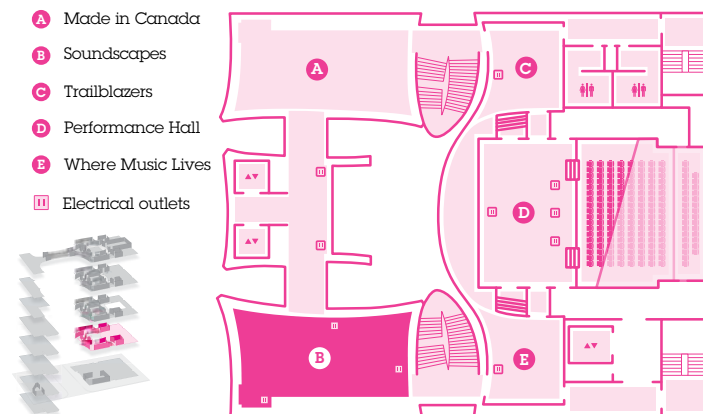 A Made in Canada
B Soundscapes
C Trailblazers
D Performance Hall
E Where Music Lives
Electrical outlets
A
C
D
B
E